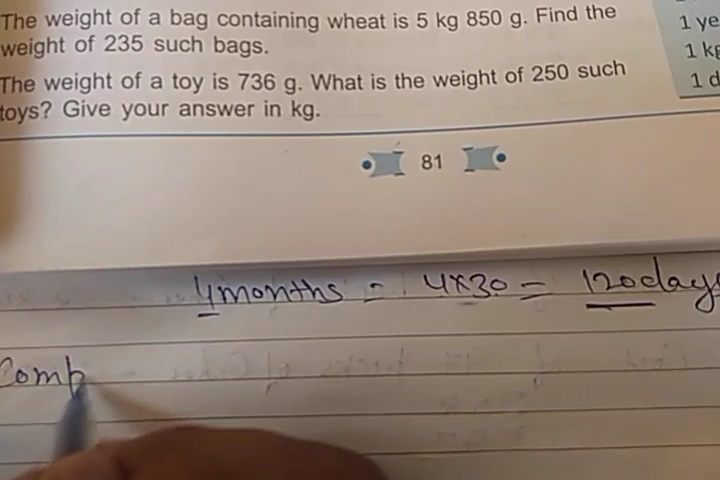 The weight of a bag containing wheat is 5 kg 850 g. Find the
weight of 235 such bags.
The weight of a toy is 736 g. What is the weight of 250 such
toys? Give your answer in kg.
1 ye
1 kg
1 d
81
4months = 4x30 = 120days
Comp